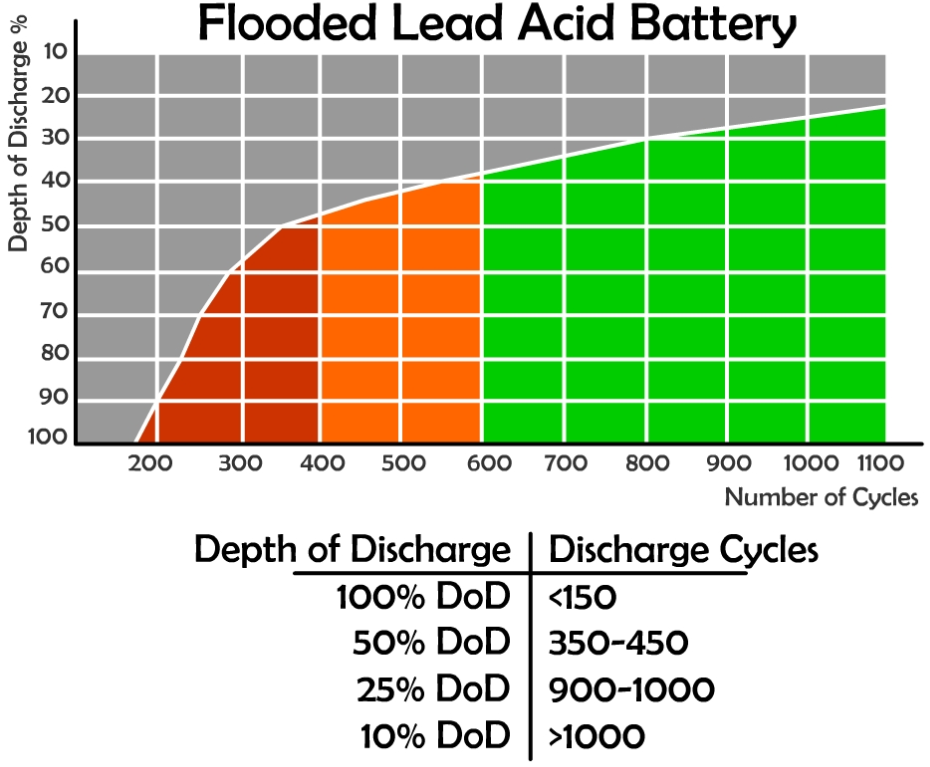 Flooded Lead Acid Battery
Depth of Discharge %
10
20
30
40
50
60
70
80
90
100
200 300 400 500 600 700 800 900 1000 1100
Number of Cycles
Depth of Discharge Discharge Cycles
100% DoD <150
50% DoD 350-450
25% DoD 900-1000
10% DoD >1000